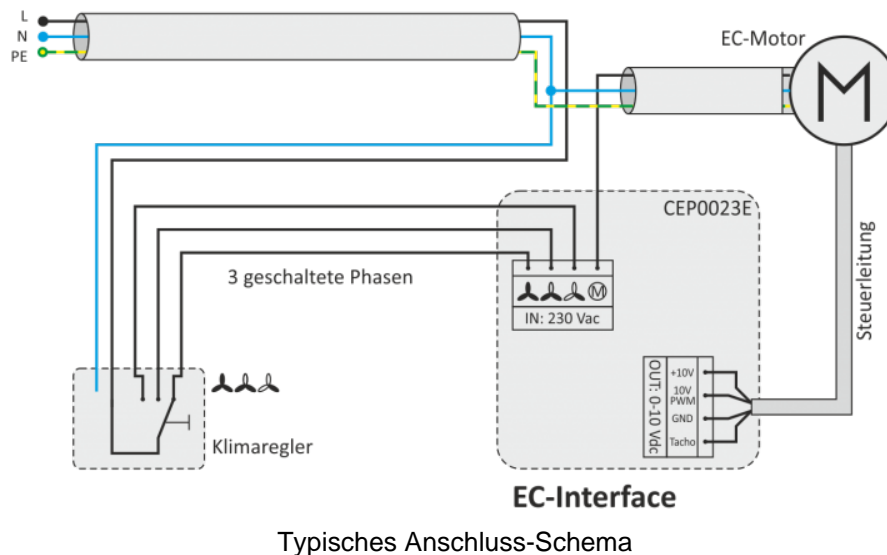 L
N
PE
EC-Motor
M
CEP0023E
3 geschaltete Phasen
M
IN: 230 Vac
Steuerleitung
OUT: 0-10 Vdc
+10V
10V
PWM
GND
Tacho
Klimaregler
EC-Interface
Typisches Anschluss-Schema